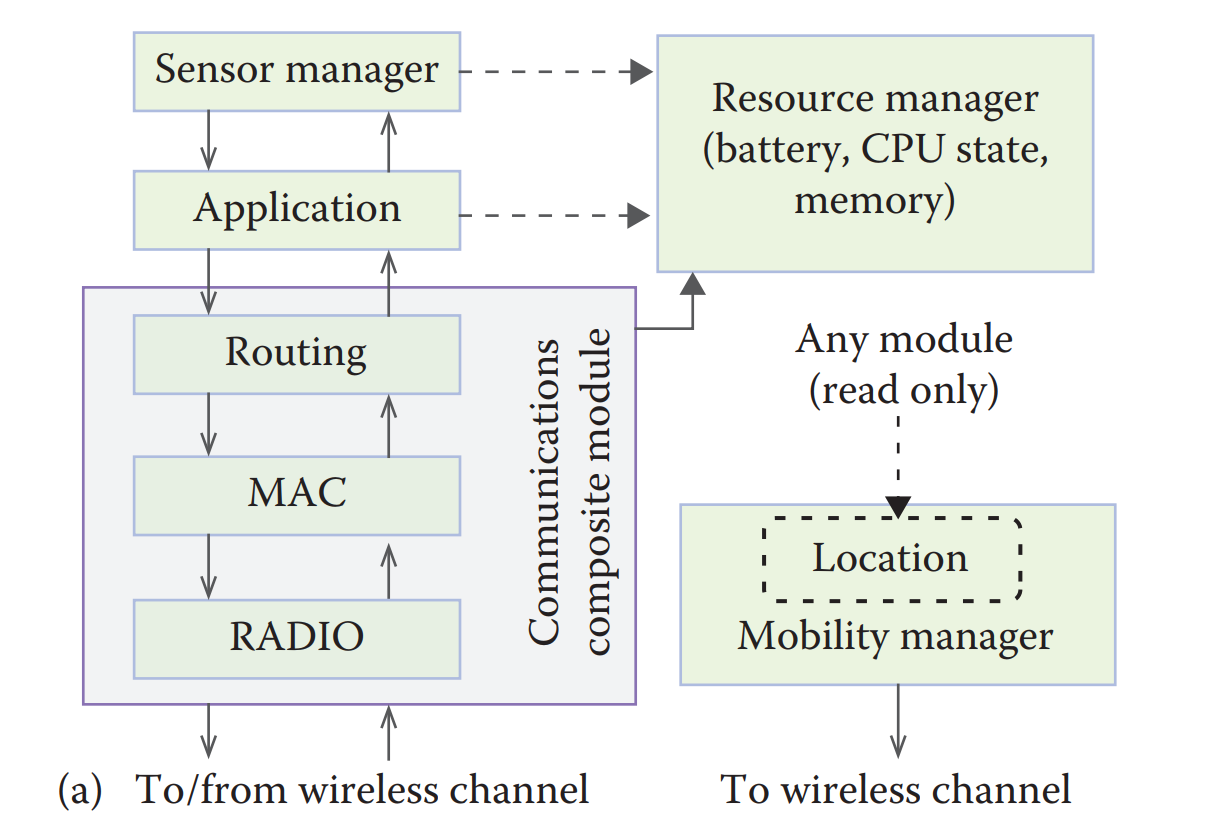 Sensor manager
Resource manager
(battery, CPU state,
memory)
Application
Routing
MAC
RADIO
Communications
composite module
Any module
(read only)
Location
Mobility manager
(a) To/from wireless channel
To wireless channel